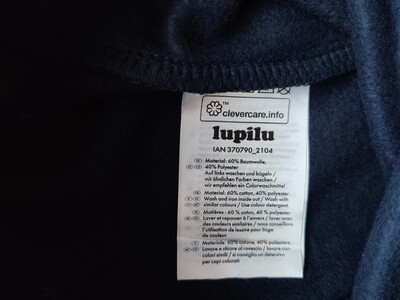 ™
clevercare.info
lupilu
IAN 370790_2104
Material: 60% Baumwolle,
40% Polyester
Auf links waschen und bügeln /
mit ähnlichen Farben waschen /
wir empfehlen ein Colorwaschmittel
Material: 60 % cotton, 40 % polyester
Wash and iron inside out / Wash with
similar colours / Use colour detergent
Matières : 60 % coton, 40 % polyester
Laver et repasser à l'envers / laver avec
des couleurs similaires / nous conseillons
l'utilisation de lessive pour linge
de couleur
Materiale: 60% cotone, 40% poliestere
Lavare e stirare al rovescio / lavare con
colori simili / si consiglia un detersivo
per capi colorati